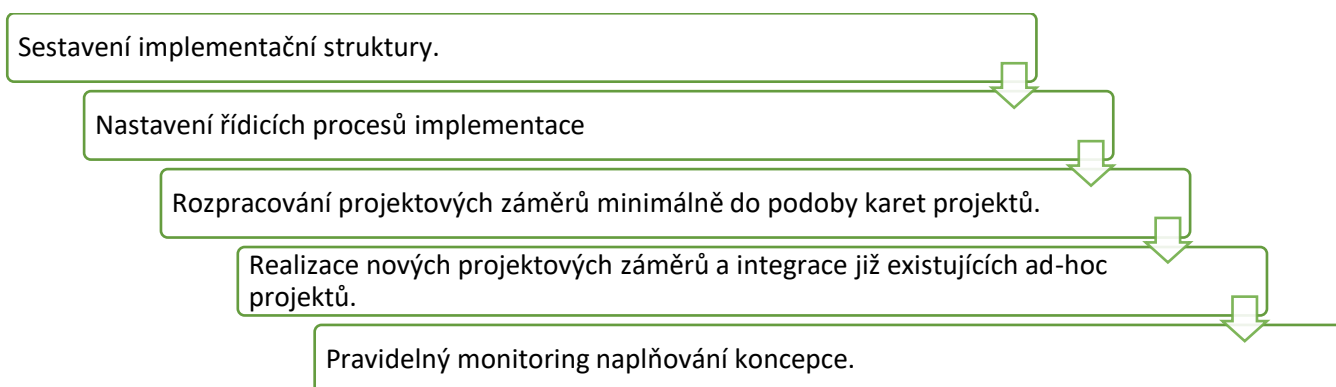 Sestavení implementační struktury.
Nastavení řídicích procesů implementace
Rozpracování projektových záměrů minimálně do podoby karet projektů.
Realizace nových projektových záměrů a integrace již existujících ad-hoc
projektů.
Pravidelný monitoring naplňování koncepce.